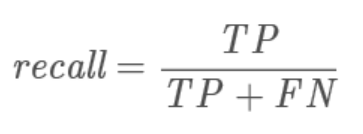 recall = TP / TP + FN